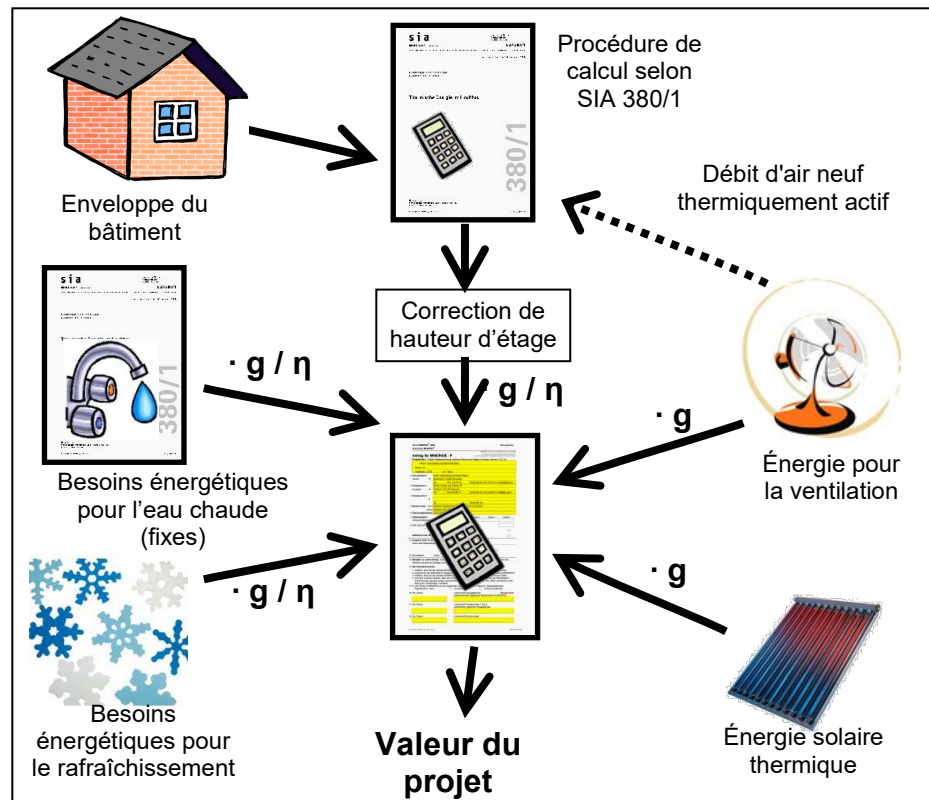 sia
Procédure de
calcul selon
SIA 380/1
380/1
Enveloppe du
bâtiment
Débit d'air neuf
thermiquement actif
sia
380/1
Correction de
hauteur d'étage
· g / η
· g / η
· g
Besoins énergétiques
pour l'eau chaude
(fixes)
Énergie pour
la ventilation
· g / η
· g
Besoins
énergétiques pour
le rafraîchissement
Valeur du
projet
Énergie solaire
thermique